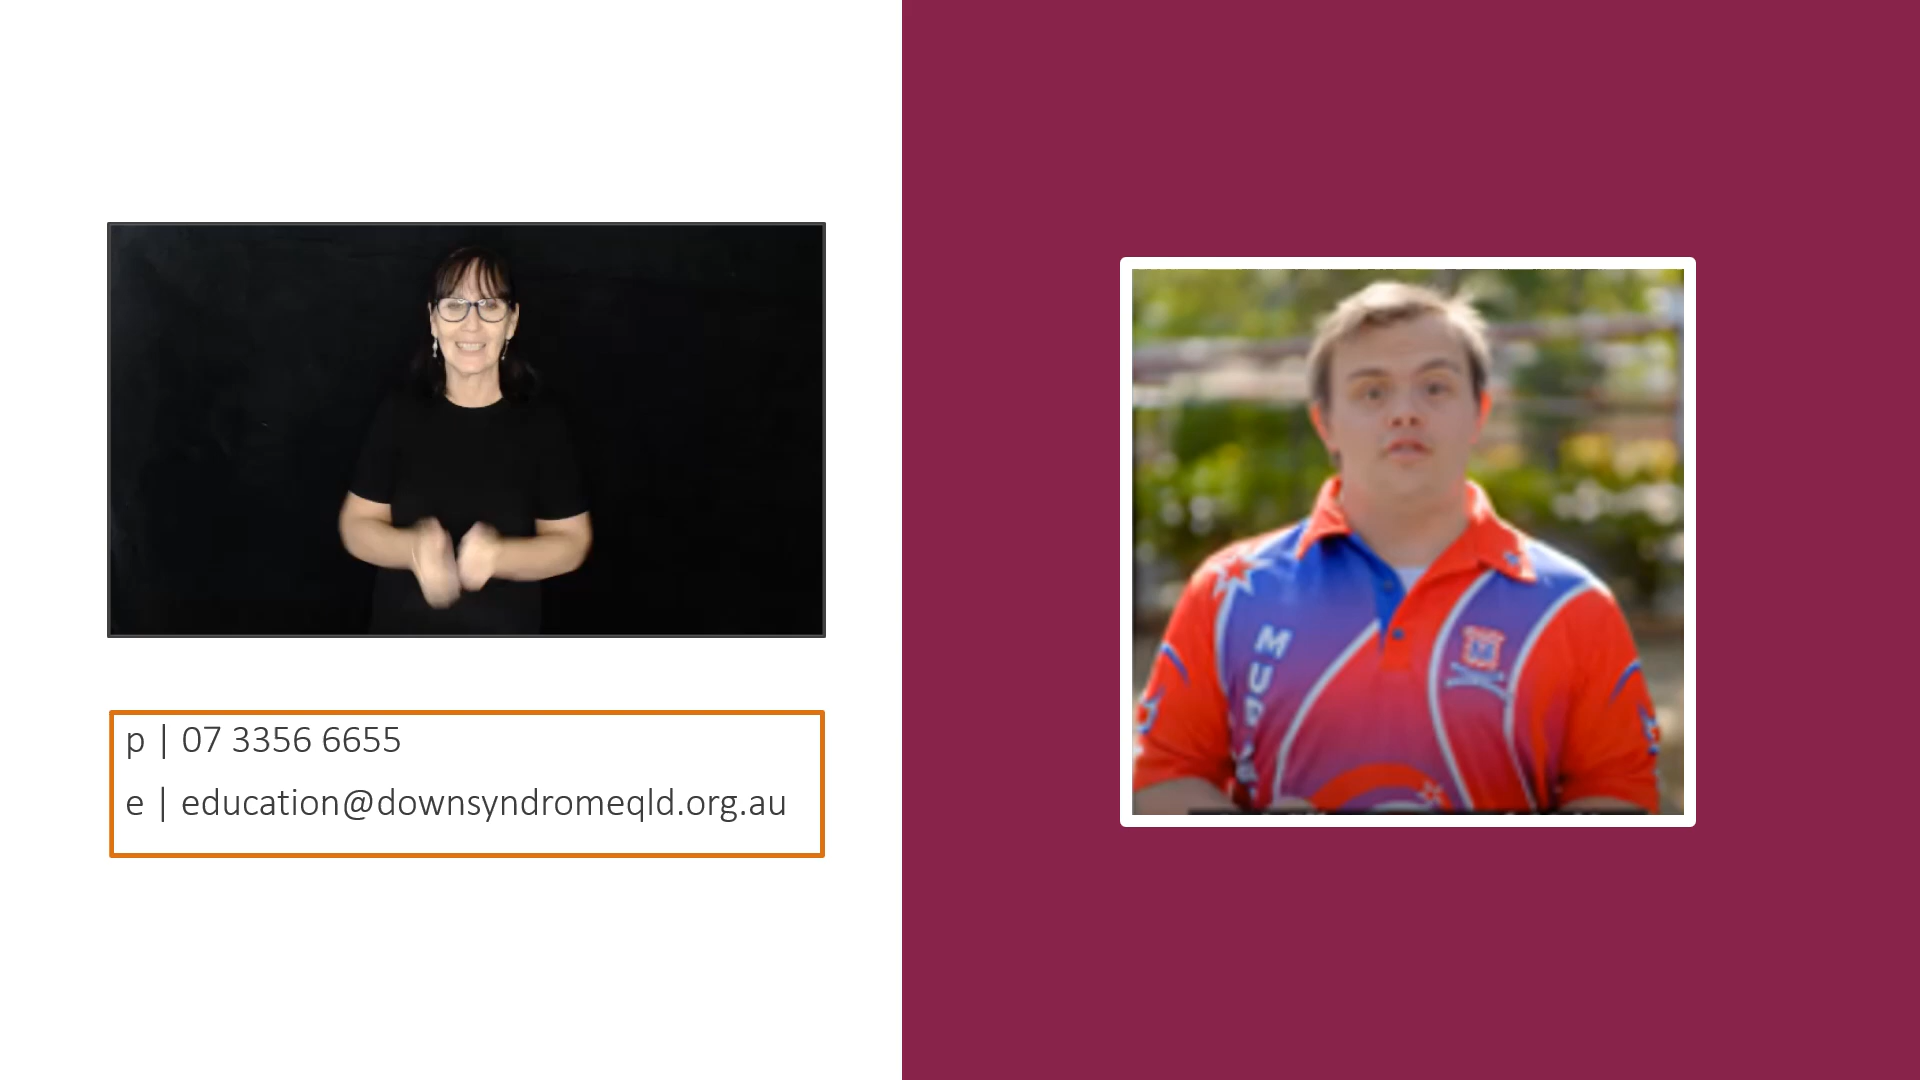 p | 07 3356 6655
e | education@downsyndromeqld.org.au